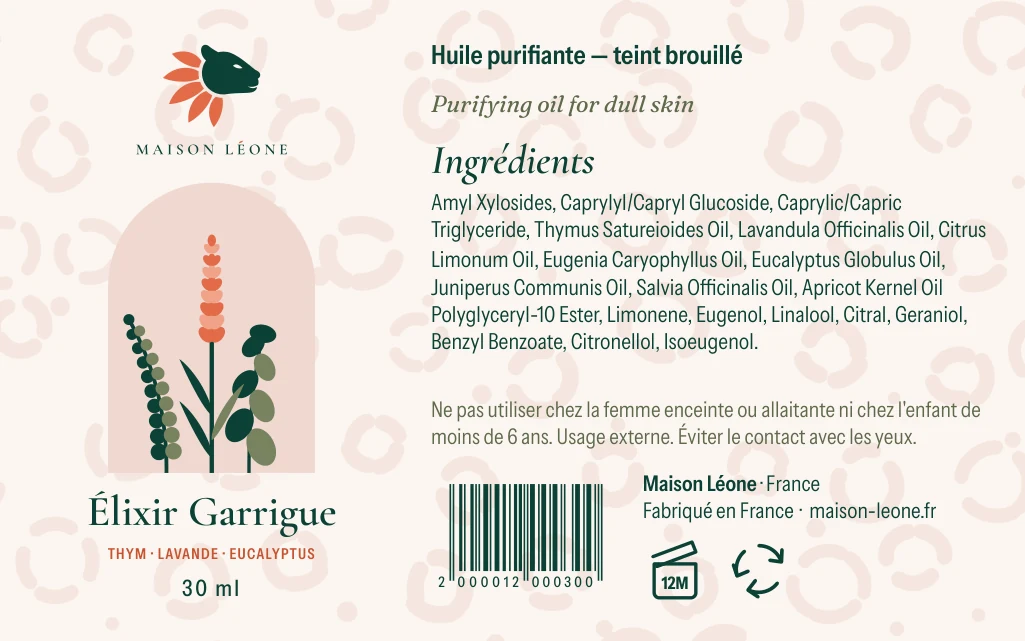 MAISON LÉONE
Élixir Garrigue
THYM · LAVANDE · EUCALYPTUS
30 ml
Huile purifiante — teint brouillé
Purifying oil for dull skin
Ingrédients
Amyl Xylosides, Caprylyl/Capryl Glucoside, Caprylic/Capric
Triglyceride, Thymus Satureioides Oil, Lavandula Officinalis Oil, Citrus
Limonum Oil, Eugenia Caryophyllus Oil, Eucalyptus Globulus Oil,
Juniperus Communis Oil, Salvia Officinalis Oil, Apricot Kernel Oil
Polyglyceryl-10 Ester, Limonene, Eugenol, Linalool, Citral, Geraniol,
Benzyl Benzoate, Citronellol, Isoeugenol.
Ne pas utiliser chez la femme enceinte ou allaitante ni chez l'enfant de
moins de 6 ans. Usage externe. Éviter le contact avec les yeux.
Maison Léone · France
Fabriqué en France · maison-leone.fr
2 000012 000300
12M